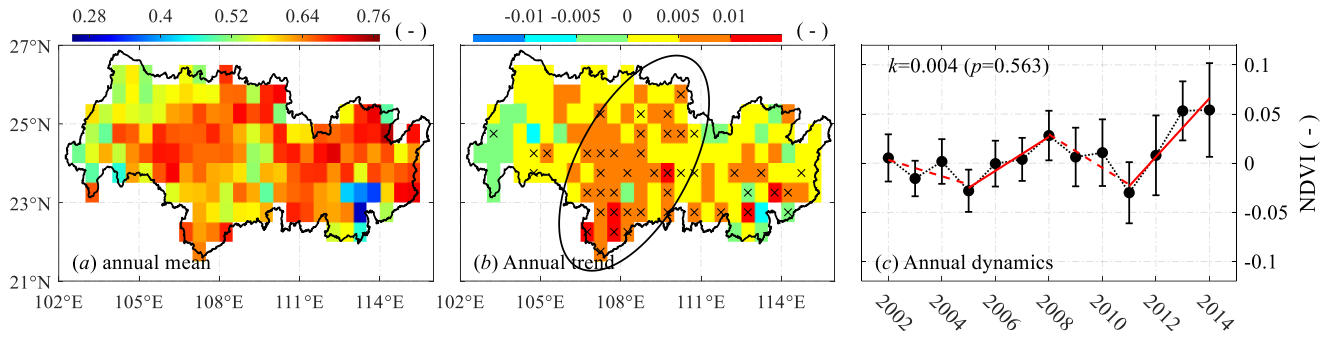 0.28 0.4 0.52 0.64 0.76 (-)
27°N
25°N
23°N
21°N
(a) annual mean
102°E 105°E 108°E 111°E 114°E
-0.01 -0.005 0 0.005 0.01 (-)
(b) Annual trend
102°E 105°E 108°E 111°E 114°E
k=0.004 (p=0.563)
0.1
0.05
0
-0.05
-0.1
NDVI (-)
(c) Annual dynamics
2002 2004 2006 2008 2010 2012 2014